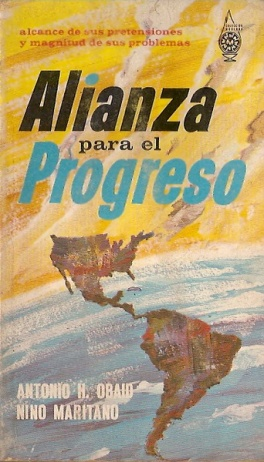 alcance de sus pretensiones
y magnitud de sus problemas
Alianza
para el
Progreso
ANTONIO H. OBAID
NINO MARITANO